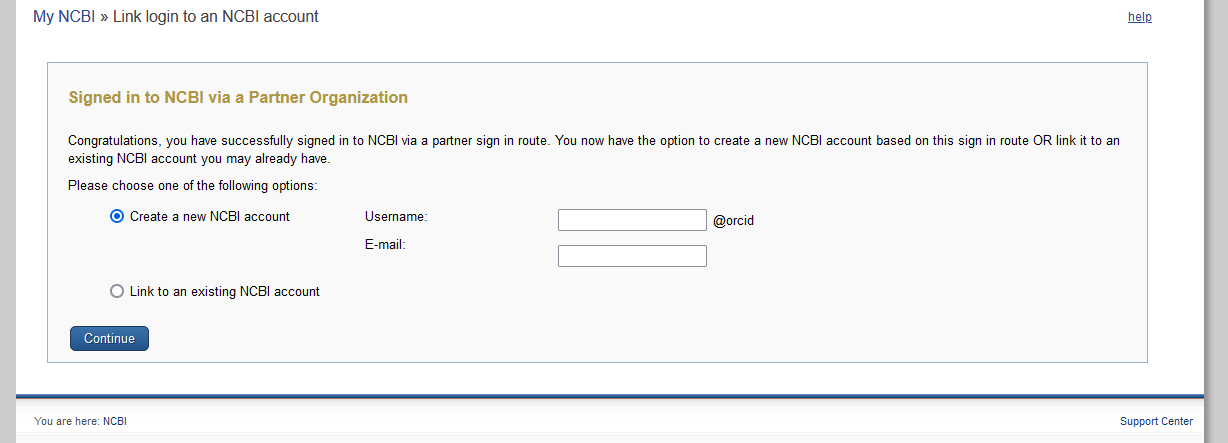 My NCBI » Link login to an NCBI account
help
Signed in to NCBI via a Partner Organization
Congratulations, you have successfully signed in to NCBI via a partner sign in route. You now have the option to create a new NCBI account based on this sign in route OR link it to an
existing NCBI account you may already have.
Please choose one of the following options:
Create a new NCBI account
Username:
@orcid
E-mail:
Link to an existing NCBI account
Continue
You are here: NCBI
Support Center